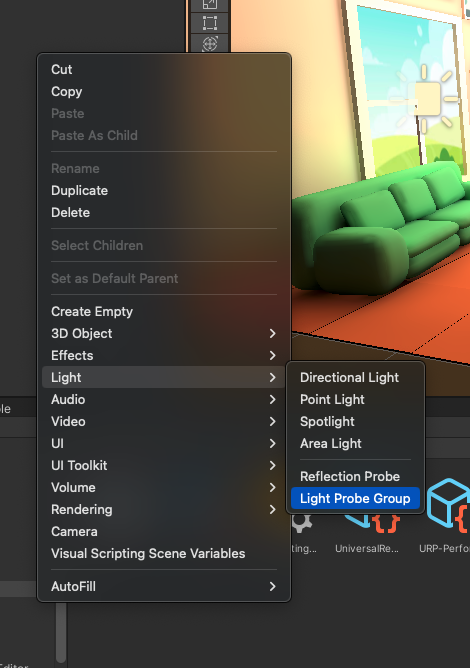 Cut
Copy
Paste
Paste As Child
Rename
Duplicate
Delete
Select Children
Set as Default Parent
Create Empty
3D Object
Effects
Light
Audio
Video
UI
UI Toolkit
Volume
Rendering
Camera
Visual Scripting Scene Variables
AutoFill
Directional Light
Point Light
Spotlight
Area Light
Reflection Probe
Light Probe Group
ting...
UniversalRe...
URP-Perfo